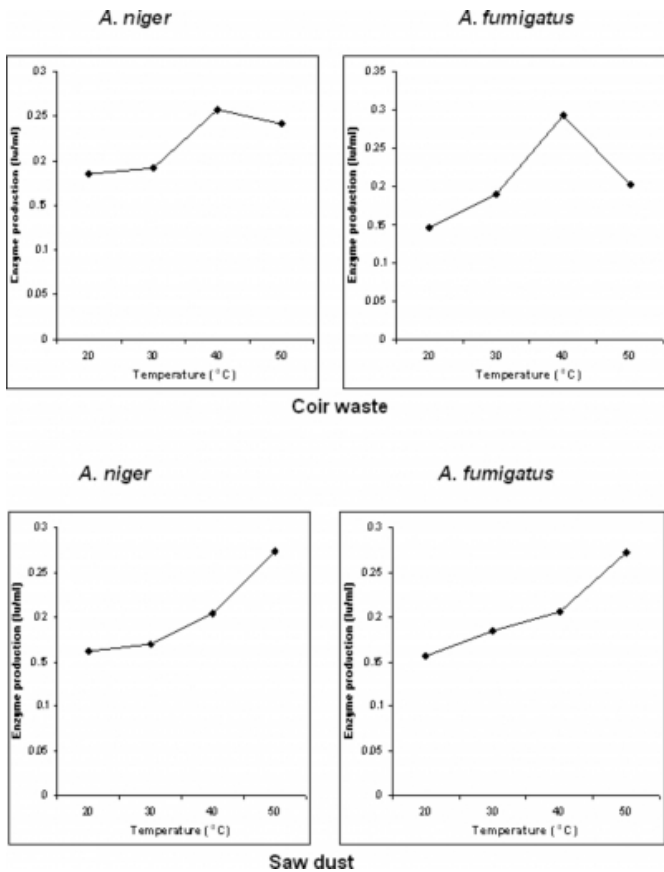 A. niger
A. fumigatus
Enzyme production (Iu/ml)
0.3
0.25
0.2
0.15
0.1
0.05
0
20 30 40 50
Temperature (°C)
Enzyme production (Iu/ml)
0.35
0.3
0.25
0.2
0.15
0.1
0.05
0
20 30 40 50
Temperature (°C)
Coir waste
A. niger
A. fumigatus
Enzyme production (Iu/ml)
0.3
0.25
0.2
0.15
0.1
0.05
0
20 30 40 50
Temperature (°C)
Enzyme production (Iu/ml)
0.3
0.25
0.2
0.15
0.1
0.05
0
20 30 40 50
Temperature (°C)
Saw dust